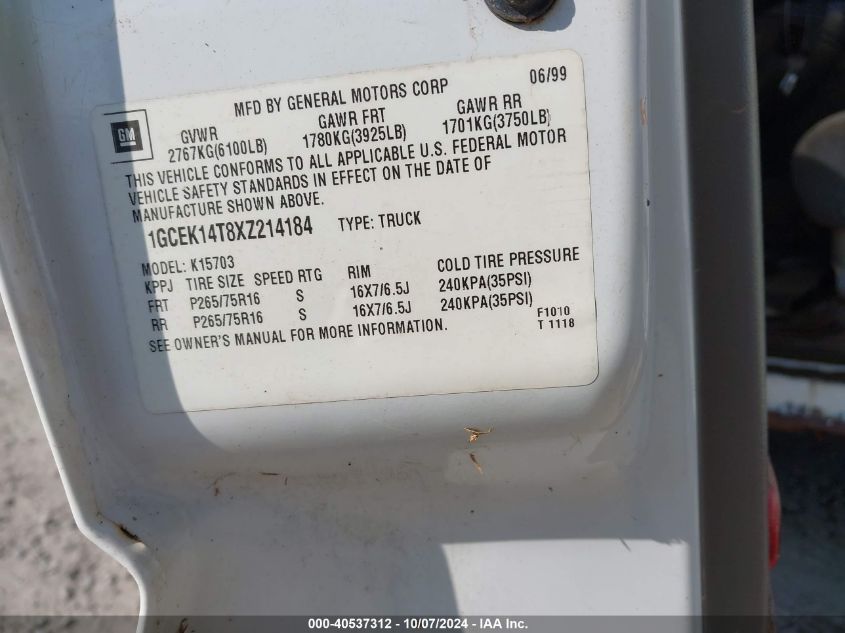 MFD BY GENERAL MOTORS CORP 06/99
GM
GVWR GAWR FRT GAWR RR
2767KG(6100LB) 1780KG(3925LB) 1701KG(3750LB)
THIS VEHICLE CONFORMS TO ALL APPLICABLE U.S. FEDERAL MOTOR
VEHICLE SAFETY STANDARDS IN EFFECT ON THE DATE OF
MANUFACTURE SHOWN ABOVE.
1GCEK14T8XZ214184 TYPE: TRUCK
MODEL: K15703
KPPJ TIRE SIZE SPEED RTG RIM COLD TIRE PRESSURE
FRT P265/75R16 S 16X7/6.5J 240KPA(35PSI)
RR P265/75R16 S 16X7/6.5J 240KPA(35PSI)
SEE OWNER'S MANUAL FOR MORE INFORMATION.
F1010
T 1118
000-40537312 - 10/07/2024 - IAA Inc.